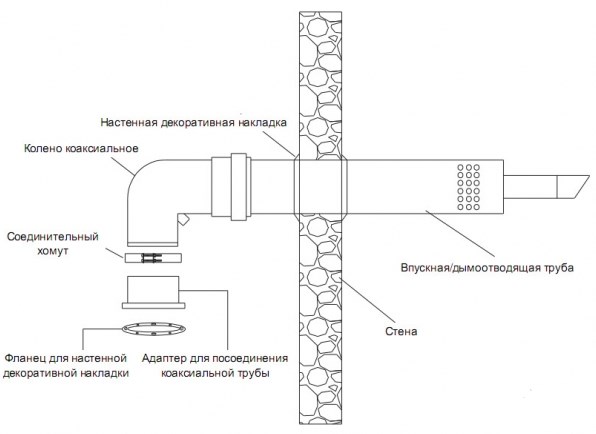 Настенная декоративная накладка
Колено коаксиальное
Соединительный
хомут
Впускная/дымоотводящая труба
Стена
Фланец для настенной
декоративной накладки
Адаптер для посоединения
коаксиальной трубы